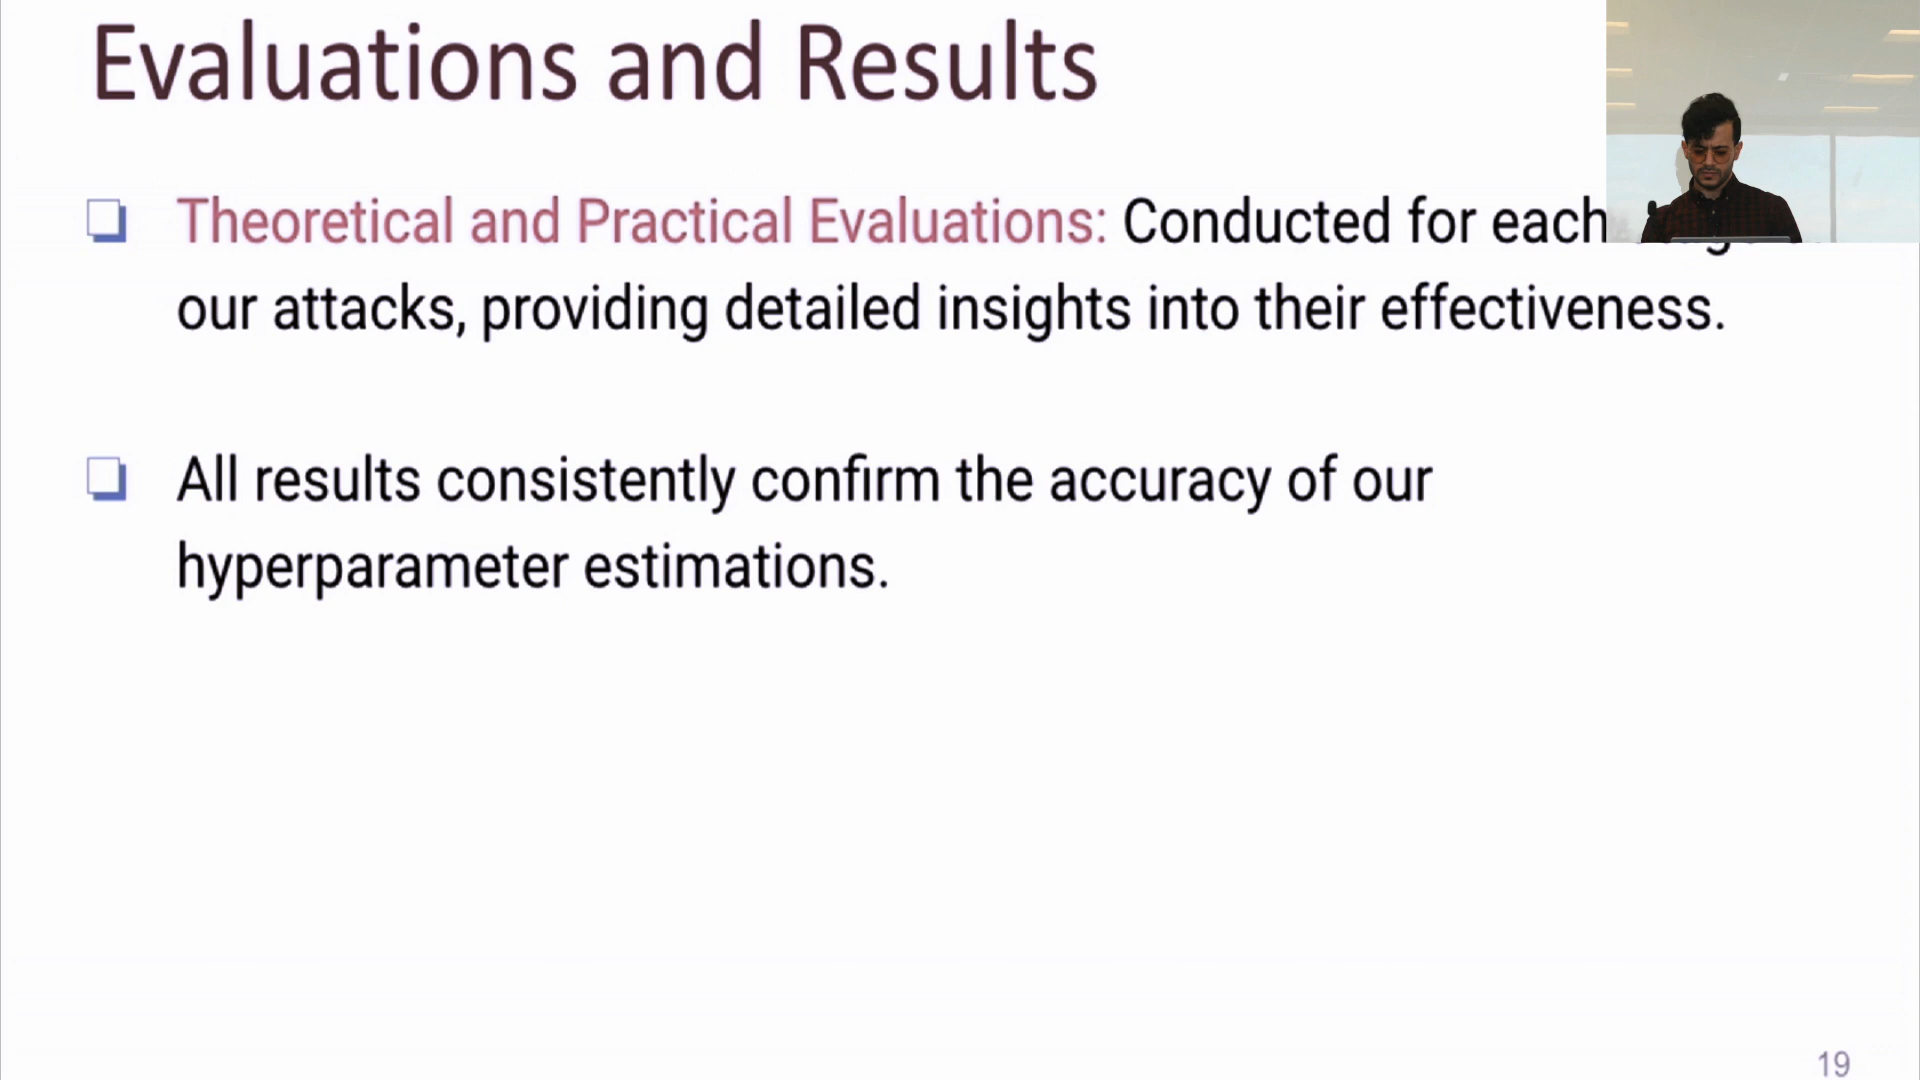 Evaluations and Results
Theoretical and Practical Evaluations: Conducted for each
our attacks, providing detailed insights into their effectiveness.
All results consistently confirm the accuracy of our
hyperparameter estimations.
19